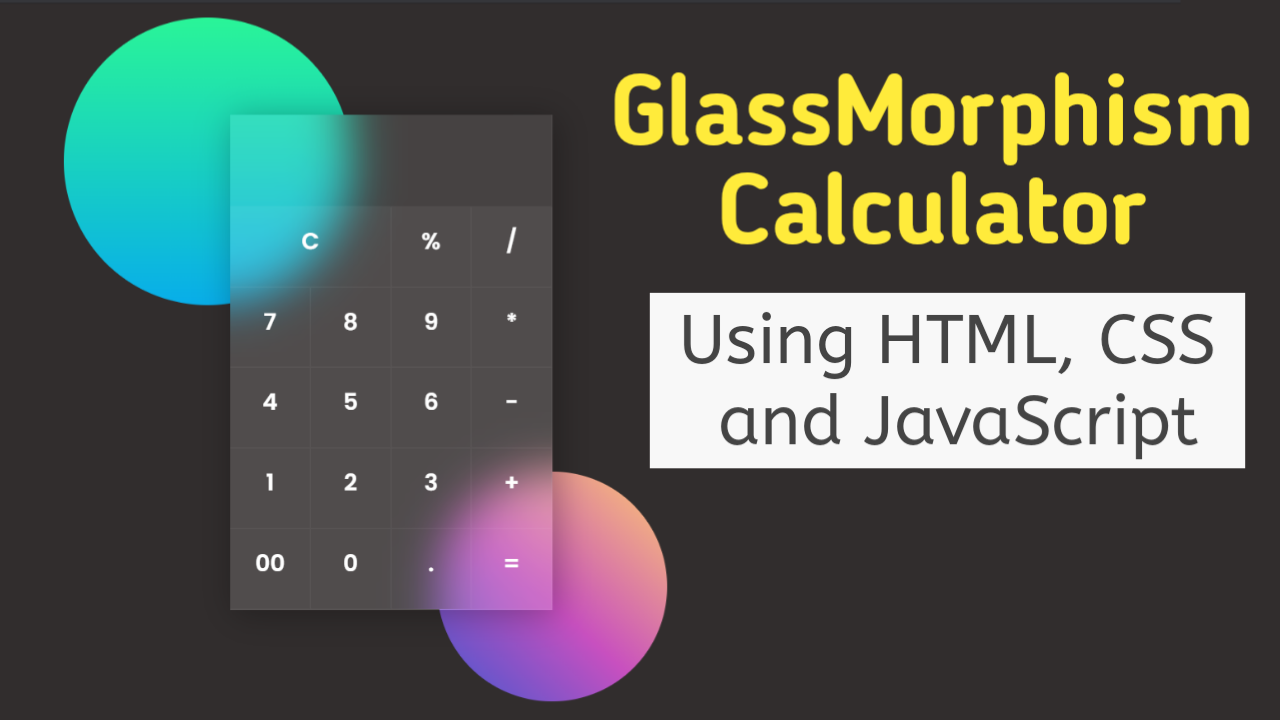 GlassMorphism
Calculator
Using HTML, CSS
and JavaScript
C % /
7 8 9 *
4 5 6 -
1 2 3 +
00 0 . =